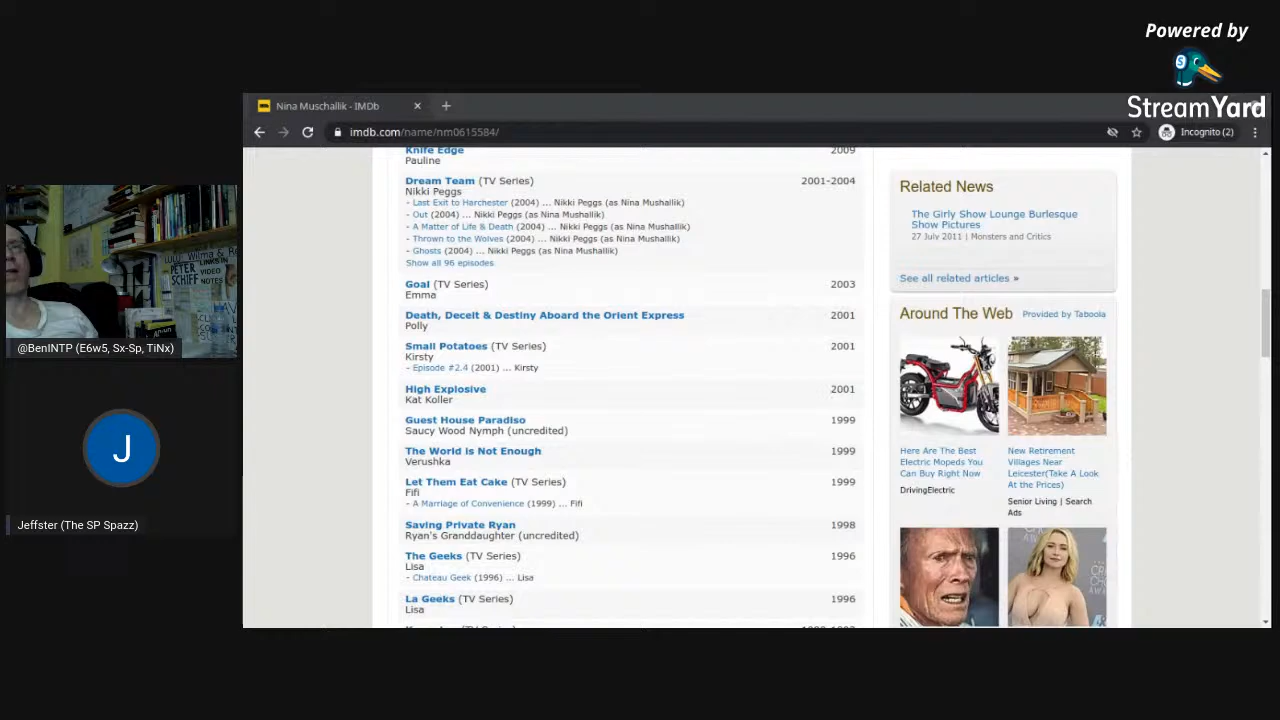 Powered by
StreamYard
Nina Muschallik - IMDb
imdb.com/name/nm0615584/
Incognito (2)
Knife Edge 2009
Pauline
Dream Team (TV Series) 2001-2004
Nikki Peggs
- Last Exit to Harchester (2004) ... Nikki Peggs (as Nina Mushallik)
- Out (2004) ... Nikki Peggs (as Nina Mushallik)
- A Matter of Life & Death (2004) ... Nikki Peggs (as Nina Mushallik)
- Thrown to the Wolves (2004) ... Nikki Peggs (as Nina Mushallik)
- Ghosts (2004) ... Nikki Peggs (as Nina Mushallik)
Show all 96 episodes
Goal (TV Series) 2003
Emma
Death, Deceit & Destiny Aboard the Orient Express 2001
Polly
Small Potatoes (TV Series) 2001
Kirsty
- Episode #2.4 (2001) ... Kirsty
High Explosive 2001
Kat Koller
Guest House Paradiso 1999
Saucy Wood Nymph (uncredited)
The World is Not Enough 1999
Verushka
Let Them Eat Cake (TV Series) 1999
Fifi
- A Marriage of Convenience (1999) ... Fifi
Saving Private Ryan 1998
Ryan's Granddaughter (uncredited)
The Geeks (TV Series) 1996
Lisa
- Chateau Geek (1996) ... Lisa
La Geeks (TV Series) 1996
Lisa
Related News
The Girly Show Lounge Burlesque
Show Pictures
27 July 2011 | Monsters and Critics
See all related articles »
Around The Web Provided by Taboola
Here Are The Best
Electric Mopeds You
Can Buy Right Now
DrivingElectric
New Retirement
Villages Near
Leicester(Take A Look
At the Prices)
Senior Living | Search
Ads
PETER
SCHIFF
LINKS IN
VIDEO
NOTES
@BenINTP (E6w5, Sx-Sp, TiNx)
J
Jeffster (The SP Spazz)